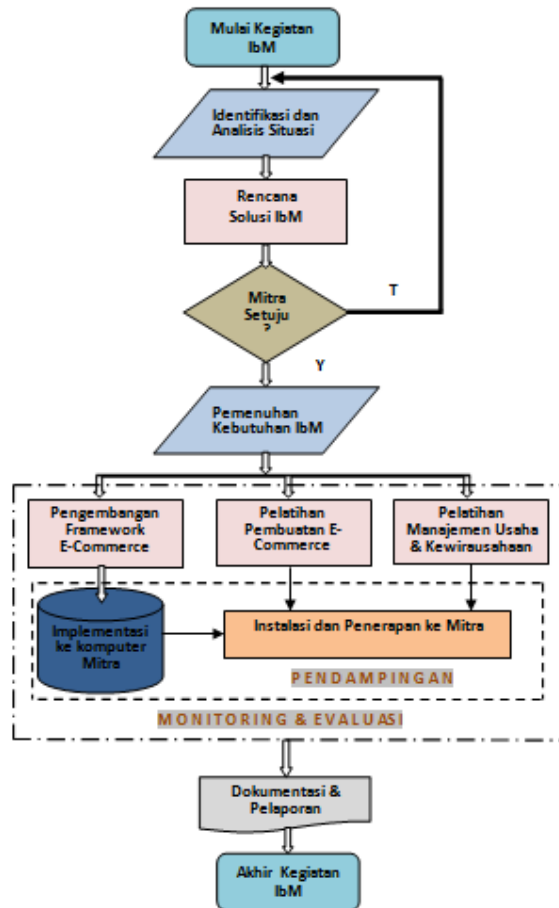 Mulai Kegiatan
IbM
Identifikasi dan
Analisis Situasi
Rencana
Solusi IbM
Mitra
Setuju
?
T
Y
Pemenuhan
Kebutuhan IbM
Pengembangan
Framework
E-Commerce
Pelatihan
Pembuatan E-
Commerce
Pelatihan
Manajemen Usaha
& Kewirausahaan
Implementasi
ke komputer
Mitra
Instalasi dan Penerapan ke Mitra
PENDAMPINGAN
MONITORING & EVALUASI
Dokumentasi &
Pelaporan
Akhir Kegiatan
IbM